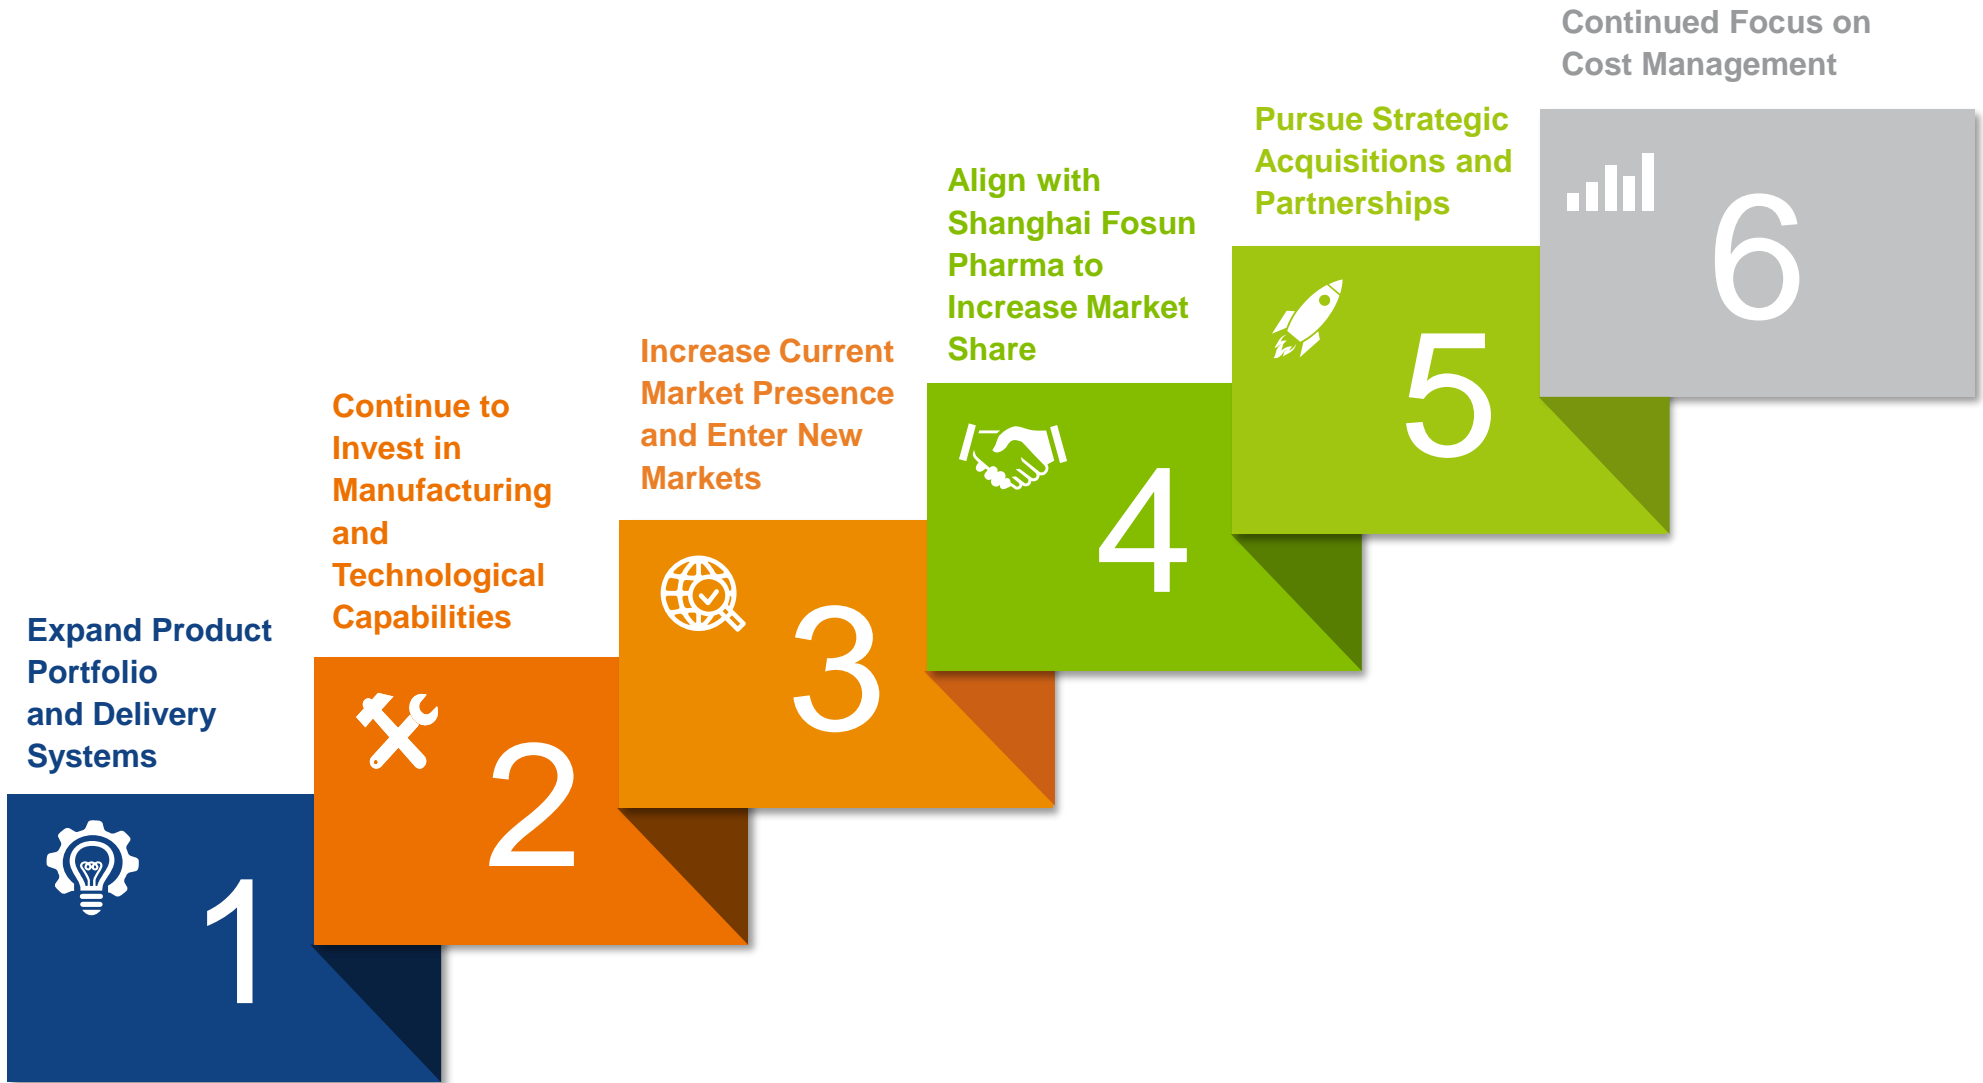 Expand Product
Portfolio
and Delivery
Systems
1
Continue to
Invest in
Manufacturing
and
Technological
Capabilities
2
Increase Current
Market Presence
and Enter New
Markets
3
Align with
Shanghai Fosun
Pharma to
Increase Market
Share
4
Pursue Strategic
Acquisitions and
Partnerships
5
Continued Focus on
Cost Management
6